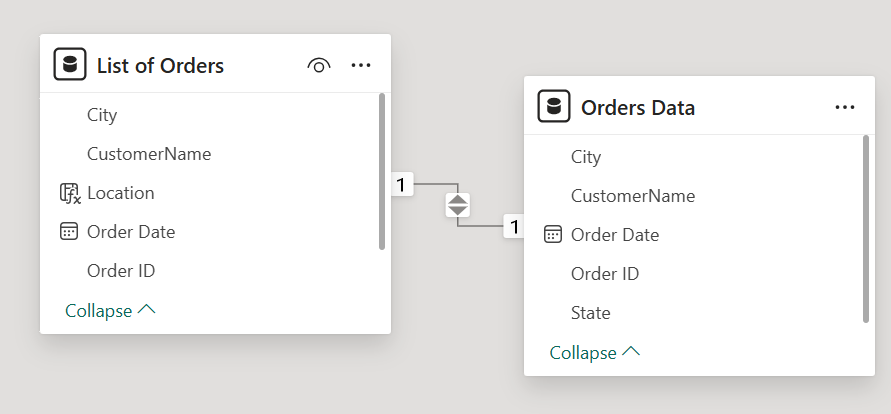 List of Orders
City
CustomerName
Location
Order Date
Order ID
Collapse
1
1
Orders Data
City
CustomerName
Order Date
Order ID
State
Collapse